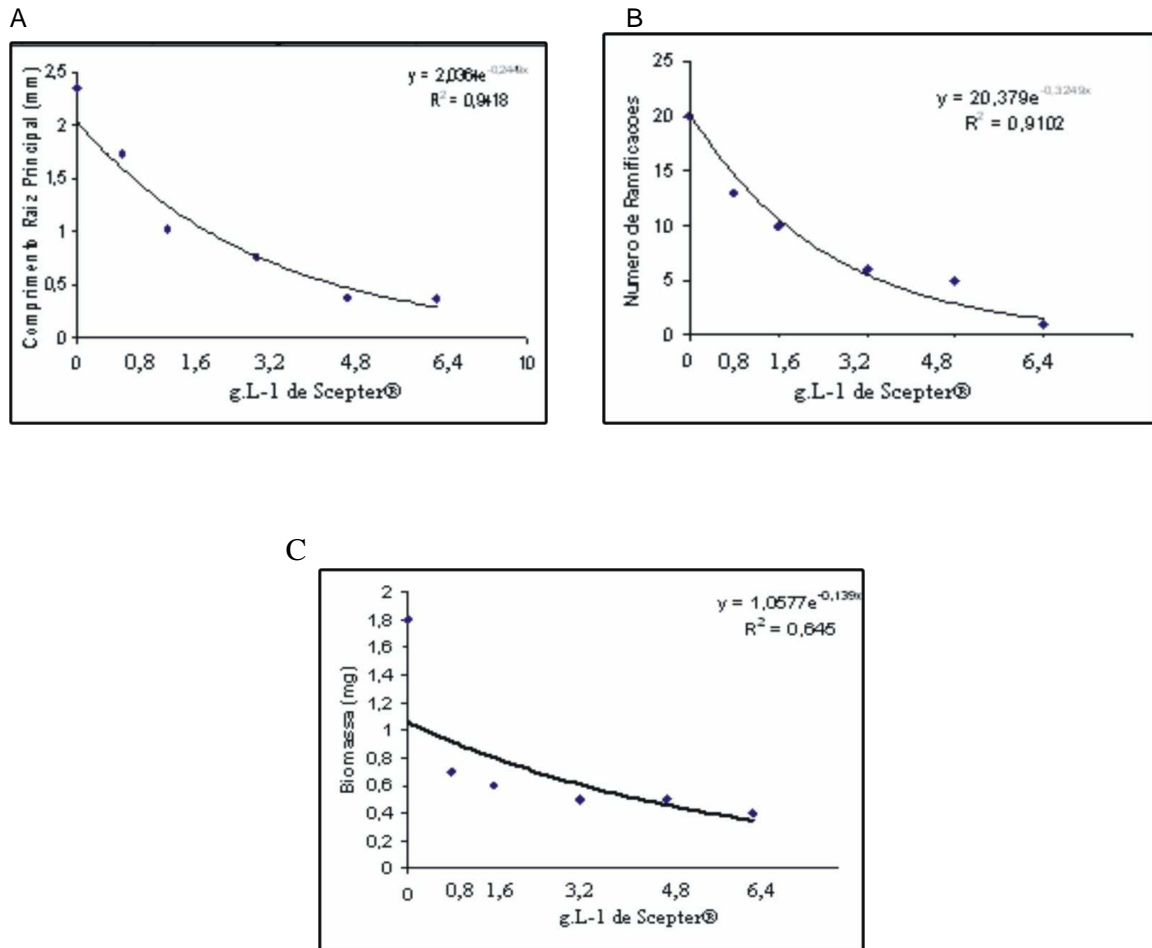 A
Comprimento Raiz Principal (mm)
2,5
2
1,5
1
0,5
0
y = 2,0364e
R² = 0,9418
0 0,8 1,6 3,2 4,8 6,4 10
g.L-1 de Scepter®
B
Numero de Ramificacoes
25
20
15
10
5
0
y = 20,379e^-0,3249x
R² = 0,9102
0 0,8 1,6 3,2 4,8 6,4
g.L-1 de Scepter®
C
Biomassa (mg)
2
1,8
1,6
1,4
1,2
1
0,8
0,6
0,4
0,2
0
y = 1,0577e^-0,139x
R² = 0,645
0 0,8 1,6 3,2 4,8 6,4
g.L-1 de Scepter®